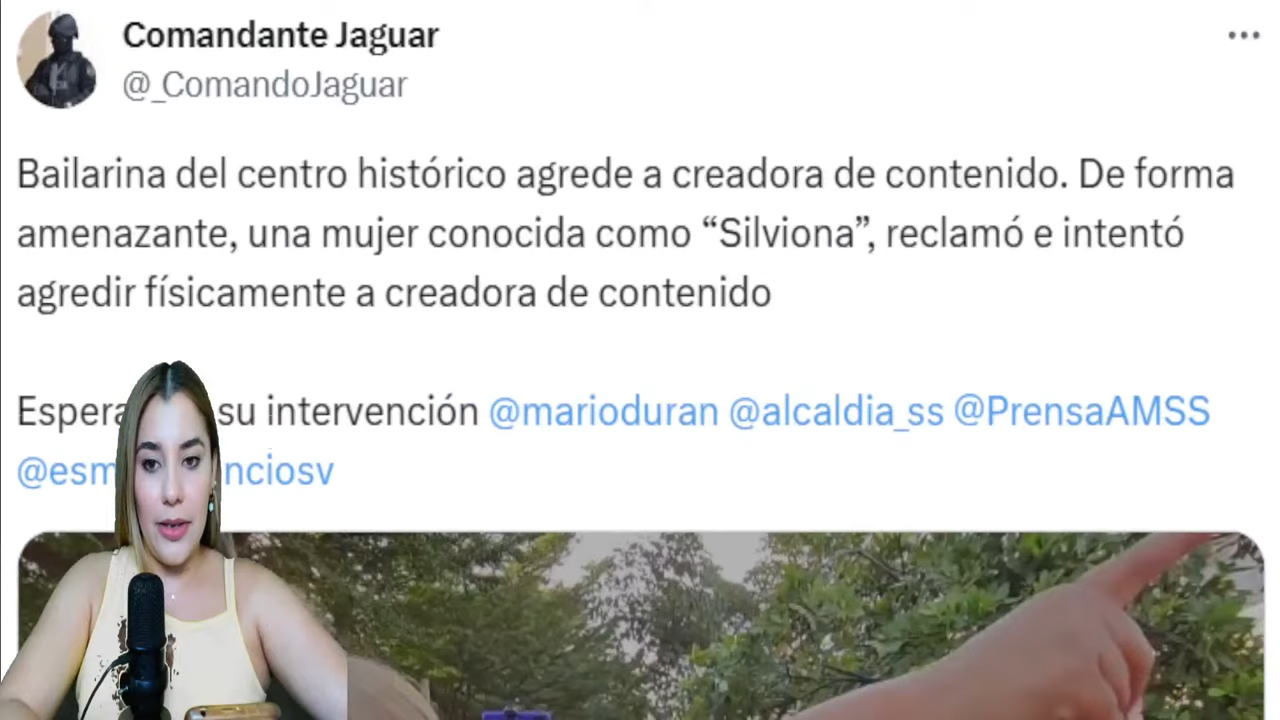 Comandante Jaguar
@_ComandoJaguar
Bailarina del centro histórico agrede a creadora de contenido. De forma
amenazante, una mujer conocida como “Silviona”, reclamó e intentó
agredir físicamente a creadora de contenido
su intervención @marioduran @alcaldia_ss @PrensaAMSS